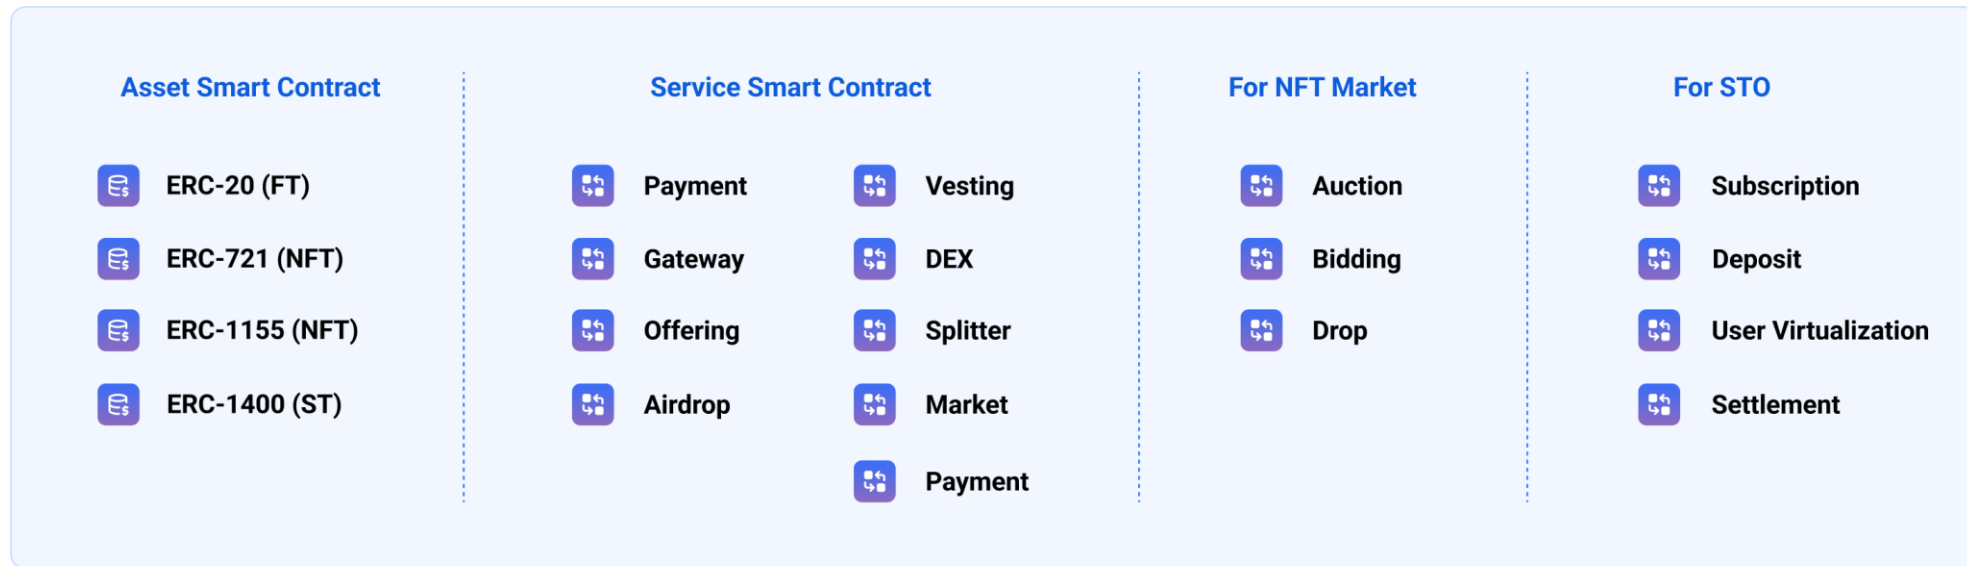 Asset Smart Contract
ERC-20 (FT)
ERC-721 (NFT)
ERC-1155 (NFT)
ERC-1400 (ST)
Service Smart Contract
Payment
Gateway
Offering
Airdrop
Vesting
DEX
Splitter
Market
Payment
For NFT Market
Auction
Bidding
Drop
For STO
Subscription
Deposit
User Virtualization
Settlement